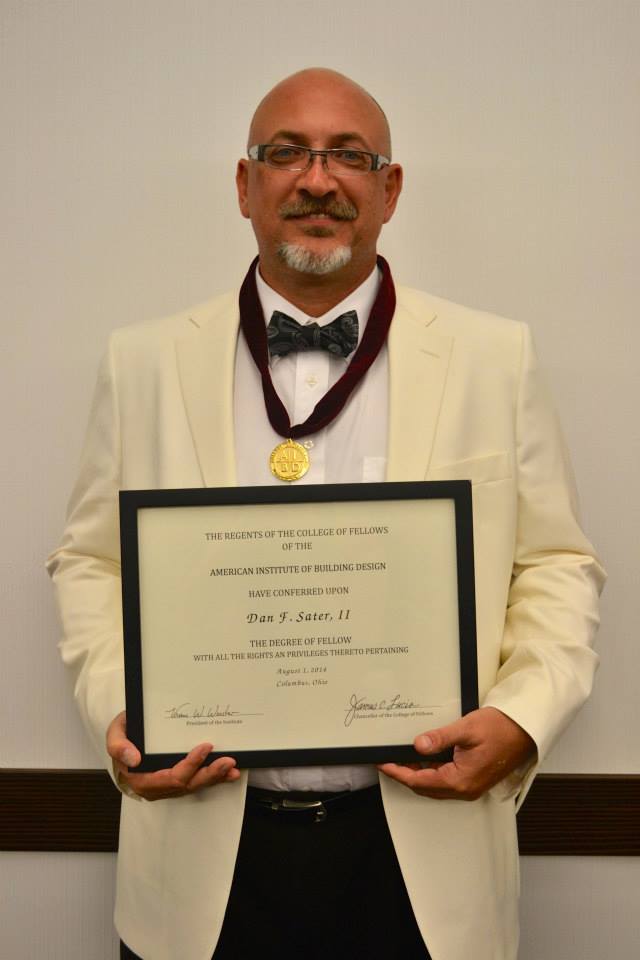 AI
BD
THE REGENTS OF THE COLLEGE OF FELLOWS
OF THE
AMERICAN INSTITUTE OF BUILDING DESIGN
HAVE CONFERRED UPON
Dan F. Sater, II
THE DEGREE OF FELLOW
WITH ALL THE RIGHTS AN PRIVILEGES THERETO PERTAINING
August 1, 2014
Columbus, Ohio
President of the Institute
Chancellor of the College of Fellows